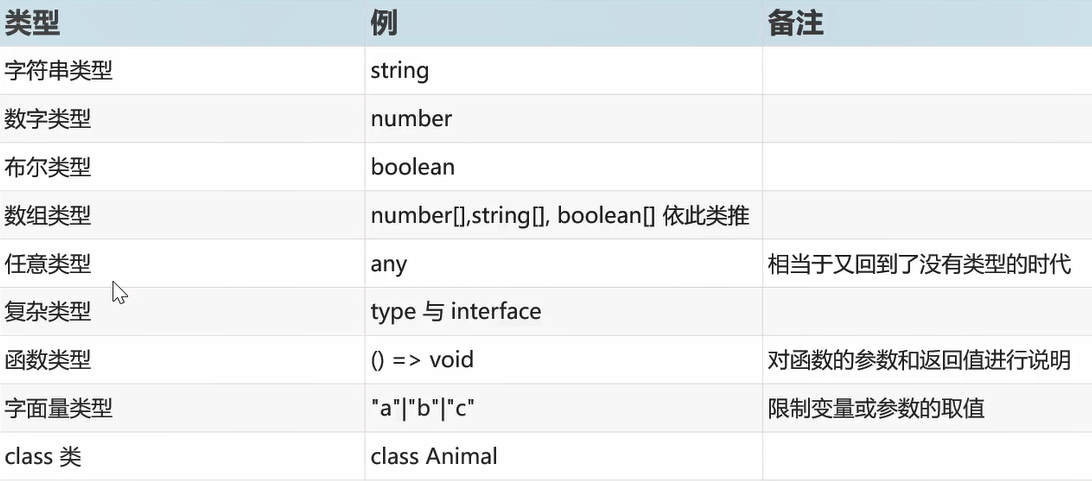 类型 例 备注
字符串类型 string
数字类型 number
布尔类型 boolean
数组类型 number[],string[], boolean[] 依此类推
任意类型 any 相当于又回到了没有类型的时代
复杂类型 type 与 interface
函数类型 () => void 对函数的参数和返回值进行说明
字面量类型 "a"|"b"|"c" 限制变量或参数的取值
class 类 class Animal